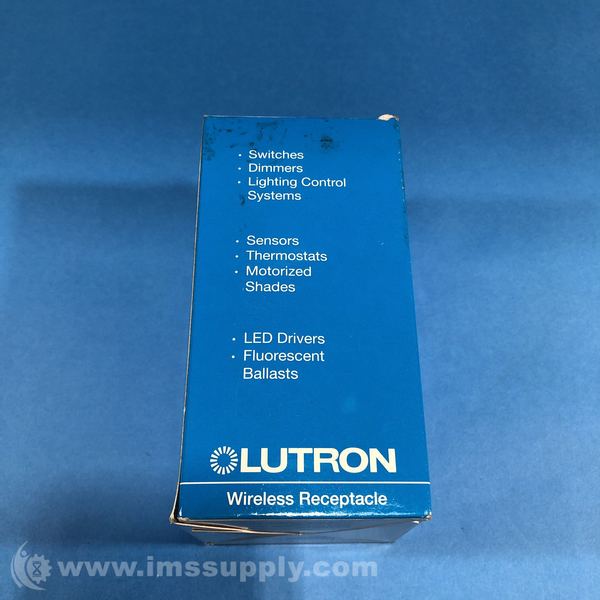 · Switches
· Dimmers
· Lighting Control
Systems
· Sensors
· Thermostats
· Motorized
Shades
· LED Drivers
· Fluorescent
Ballasts
LUTRON
Wireless Receptacle
www.imssupply.com